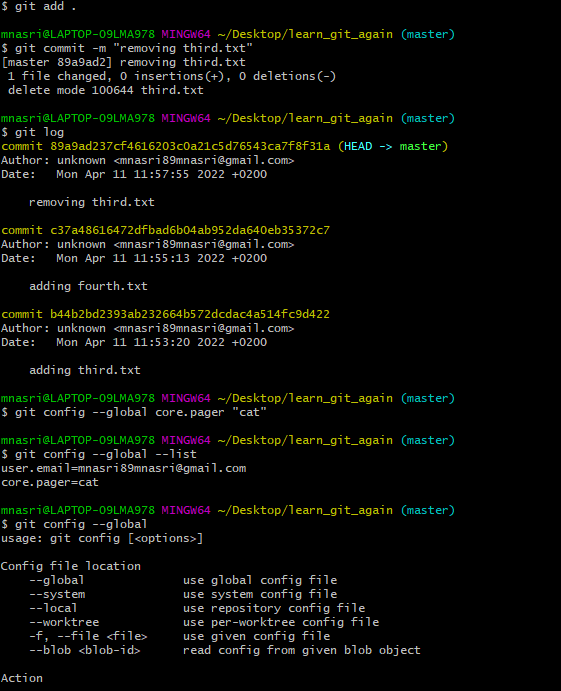 $ git add .
mnasri@LAPTOP-O9LMA978 MINGW64 ~/Desktop/learn_git_again (master)
$ git commit -m "removing third.txt"
[master 89a9ad2] removing third.txt
 1 file changed, 0 insertions(+), 0 deletions(-)
 delete mode 100644 third.txt
mnasri@LAPTOP-O9LMA978 MINGW64 ~/Desktop/learn_git_again (master)
$ git log
commit 89a9ad237cf4616203c0a21c5d76543ca7f8f31a (HEAD -> master)
Author: unknown <mnasri89mnasri@gmail.com>
Date:   Mon Apr 11 11:57:55 2022 +0200
    removing third.txt
commit c37a48616472dfbad6b04ab952da640eb35372c7
Author: unknown <mnasri89mnasri@gmail.com>
Date:   Mon Apr 11 11:55:13 2022 +0200
    adding fourth.txt
commit b44b2bd2393ab232664b572dcdac4a514fc9d422
Author: unknown <mnasri89mnasri@gmail.com>
Date:   Mon Apr 11 11:53:20 2022 +0200
    adding third.txt
mnasri@LAPTOP-O9LMA978 MINGW64 ~/Desktop/learn_git_again (master)
$ git config --global core.pager "cat"
mnasri@LAPTOP-O9LMA978 MINGW64 ~/Desktop/learn_git_again (master)
$ git config --global --list
user.email=mnasri89mnasri@gmail.com
core.pager=cat
mnasri@LAPTOP-O9LMA978 MINGW64 ~/Desktop/learn_git_again (master)
$ git config --global
usage: git config [<options>]
Config file location
    --global              use global config file
    --system              use system config file
    --local               use repository config file
    --worktree            use per-worktree config file
    -f, --file <file>     use given config file
    --blob <blob-id>      read config from given blob object
Action